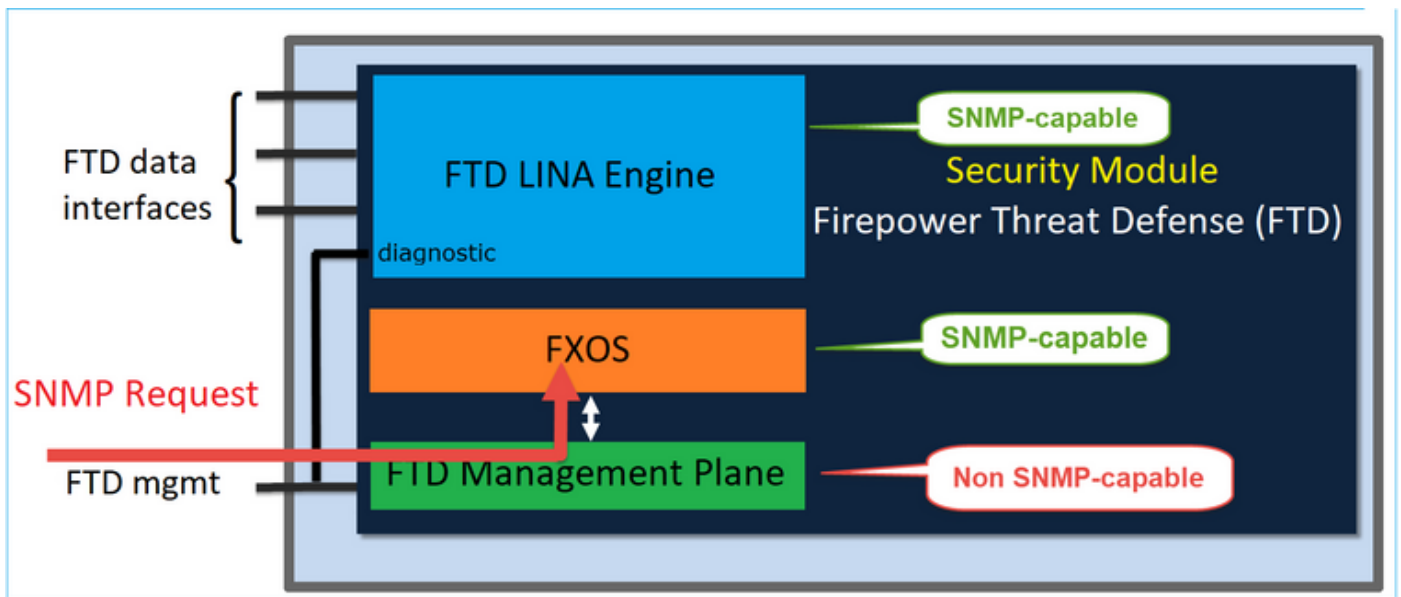 FTD data
interfaces
FTD LINA Engine
diagnostic
SNMP-capable
Security Module
Firepower Threat Defense (FTD)
FXOS
SNMP-capable
SNMP Request
FTD mgmt
FTD Management Plane
Non SNMP-capable